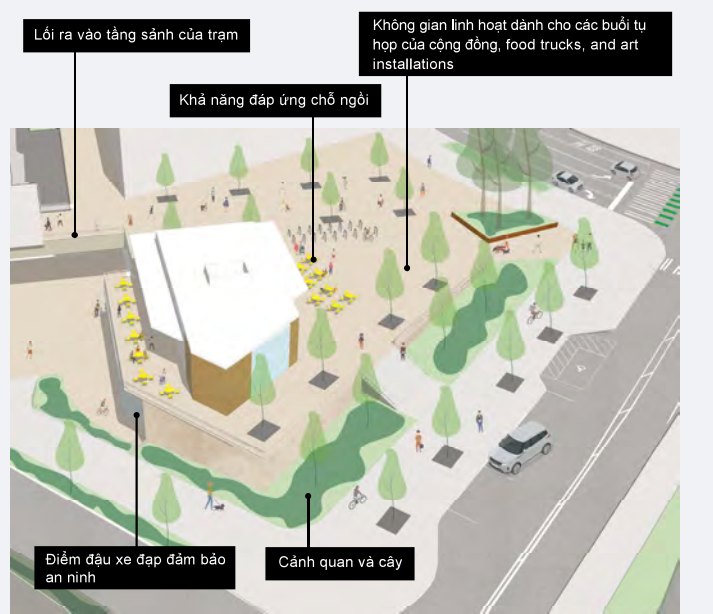 Lối ra vào tầng sảnh của trạm
Không gian linh hoạt dành cho các buổi tụ
họp của cộng đồng, food trucks, and art
installations
Khả năng đáp ứng chỗ ngồi
Điểm đậu xe đạp đảm bảo
an ninh
Cảnh quan và cây